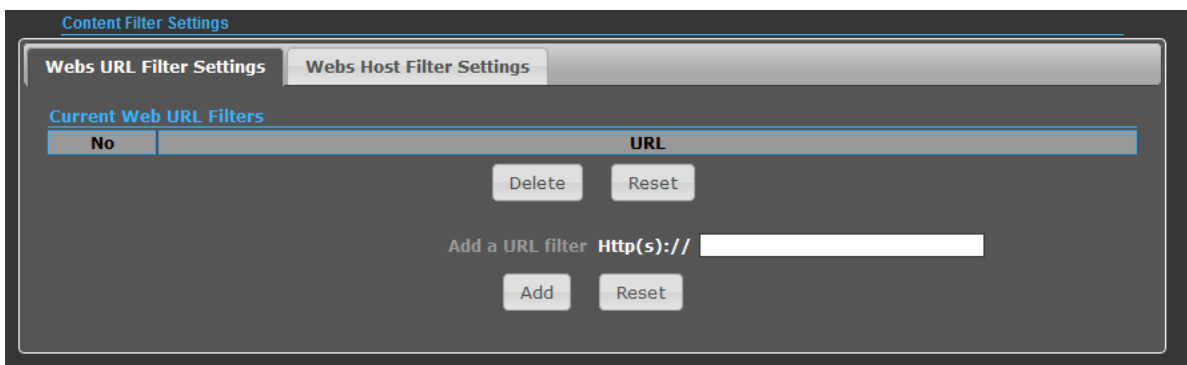 Content Filter Settings
Webs URL Filter Settings Webs Host Filter Settings
Current Web URL Filters
No URL
Delete Reset
Add a URL filter Http(s)://
Add Reset